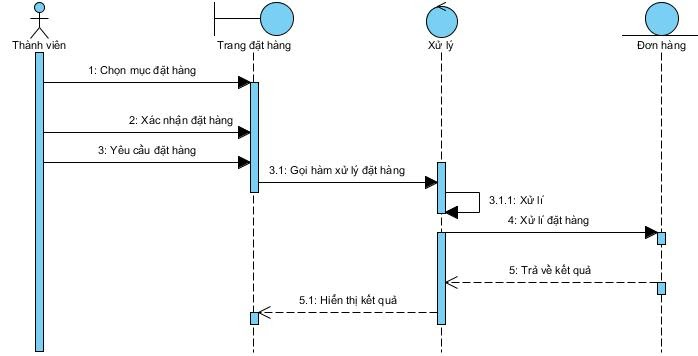 Thành viên
Trang đặt hàng
Xử lý
Đơn hàng
1: Chọn mục đặt hàng
2: Xác nhận đặt hàng
3: Yêu cầu đặt hàng
3.1: Gọi hàm xử lý đặt hàng
3.1.1: Xử lí
4: Xử lí đặt hàng
5: Trả về kết quả
5.1: Hiển thị kết quả